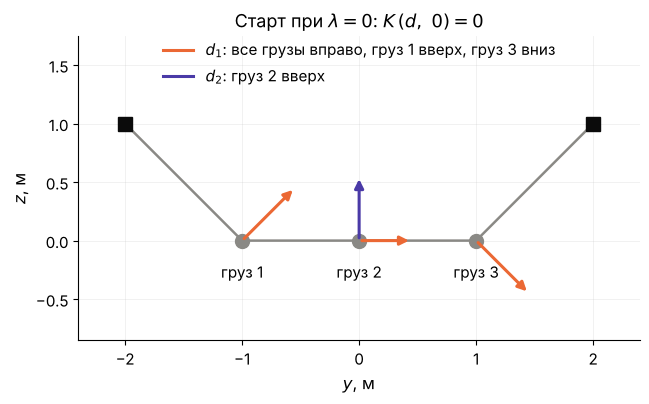 Старт при λ = 0: K(d, 0) = 0
d₁: все грузы вправо, груз 1 вверх, груз 3 вниз
d₂: груз 2 вверх
1.5
1.0
0.5
0.0
−0.5
z, м
груз 1
груз 2
груз 3
−2
−1
0
1
2
y, м